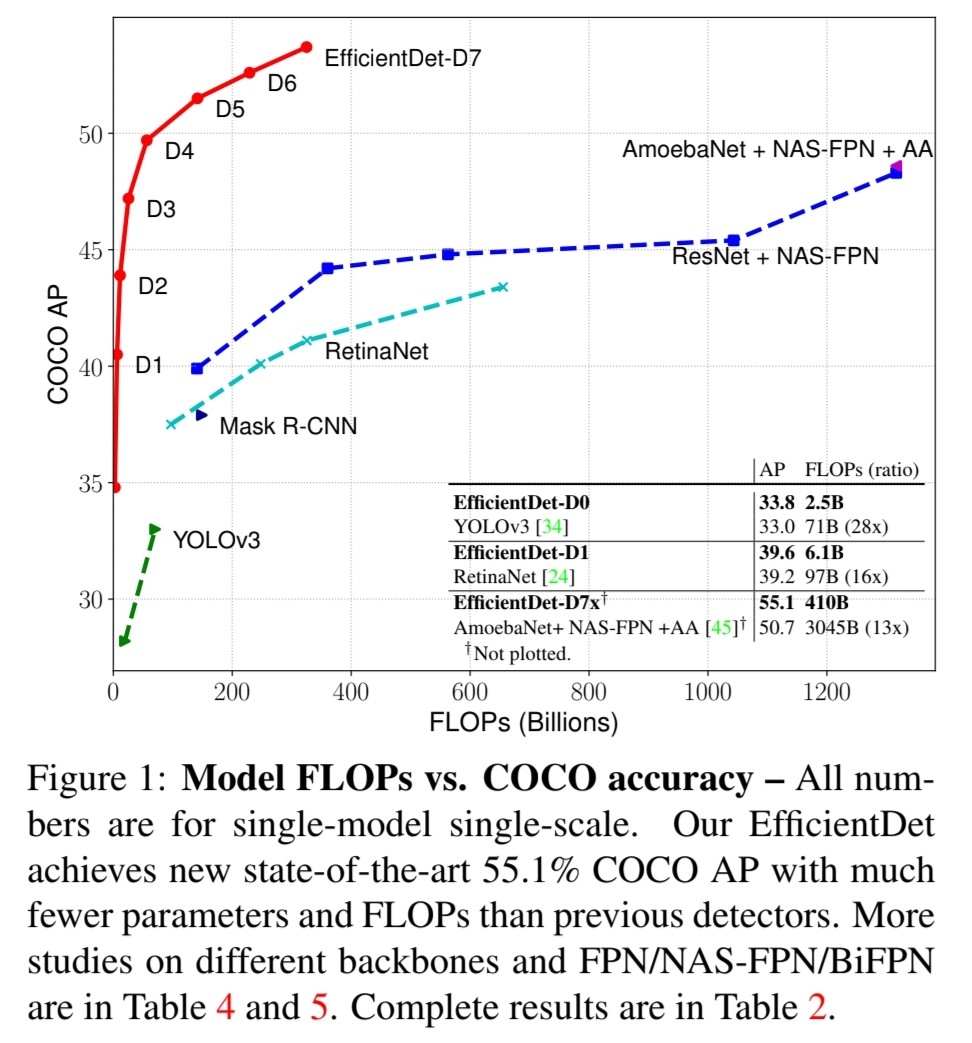 EfficientDet-D7
D6
D5
50
D4
AmoebaNet + NAS-FPN + AA
D3
45
ResNet + NAS-FPN
D2
RetinaNet
40
D1
COCO AP
Mask R-CNN
35
YOLOv3
30
AP FLOPs (ratio)
EfficientDet-D0 33.8 2.5B
YOLOv3 [34] 33.0 71B (28x)
EfficientDet-D1 39.6 6.1B
RetinaNet [24] 39.2 97B (16x)
EfficientDet-D7x† 55.1 410B
AmoebaNet+ NAS-FPN +AA [45]† 50.7 3045B (13x)
†Not plotted.
0 200 400 600 800 1000 1200
FLOPs (Billions)
Figure 1: Model FLOPs vs. COCO accuracy – All num-
bers are for single-model single-scale. Our EfficientDet
achieves new state-of-the-art 55.1% COCO AP with much
fewer parameters and FLOPs than previous detectors. More
studies on different backbones and FPN/NAS-FPN/BiFPN
are in Table 4 and 5. Complete results are in Table 2.